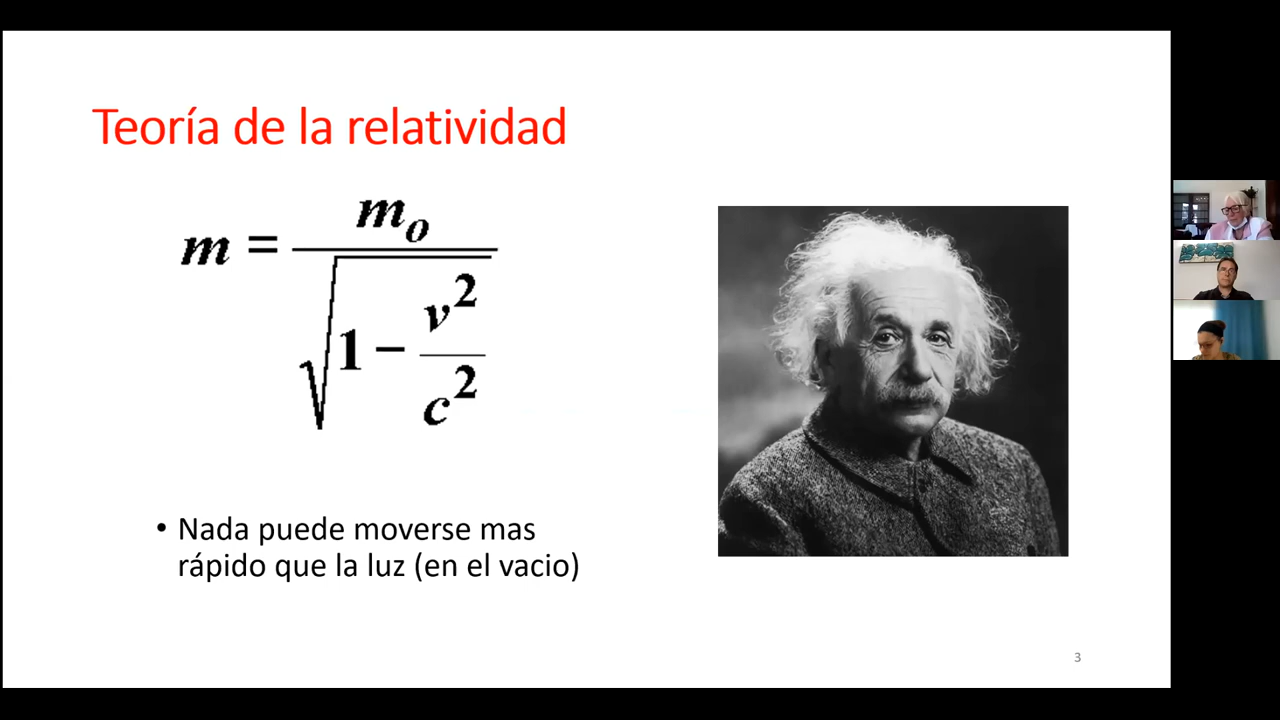 Teoría de la relatividad
m = m₀ / √(1 − v²/c²)
• Nada puede moverse mas
rápido que la luz (en el vacio)
3